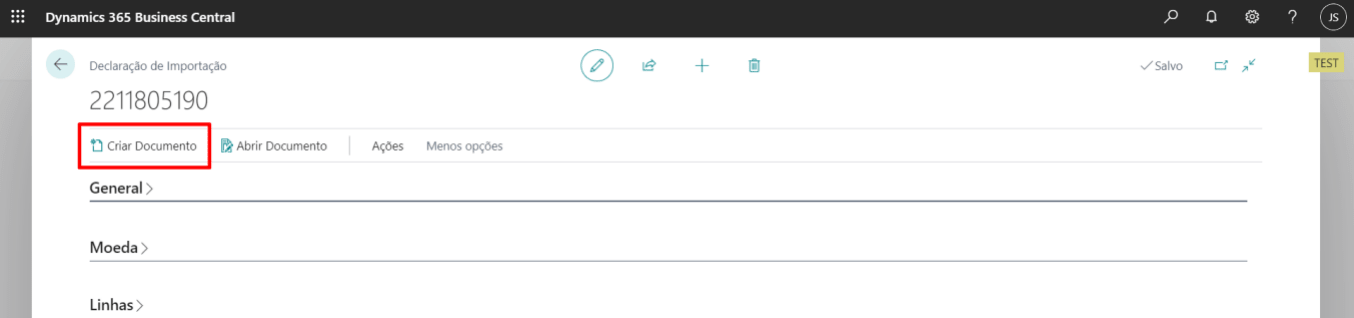 Dynamics 365 Business Central
JS
Declaração de Importação
Salvo
TEST
2211805190
Criar Documento Abrir Documento Ações Menos opções
General
Moeda
Linhas